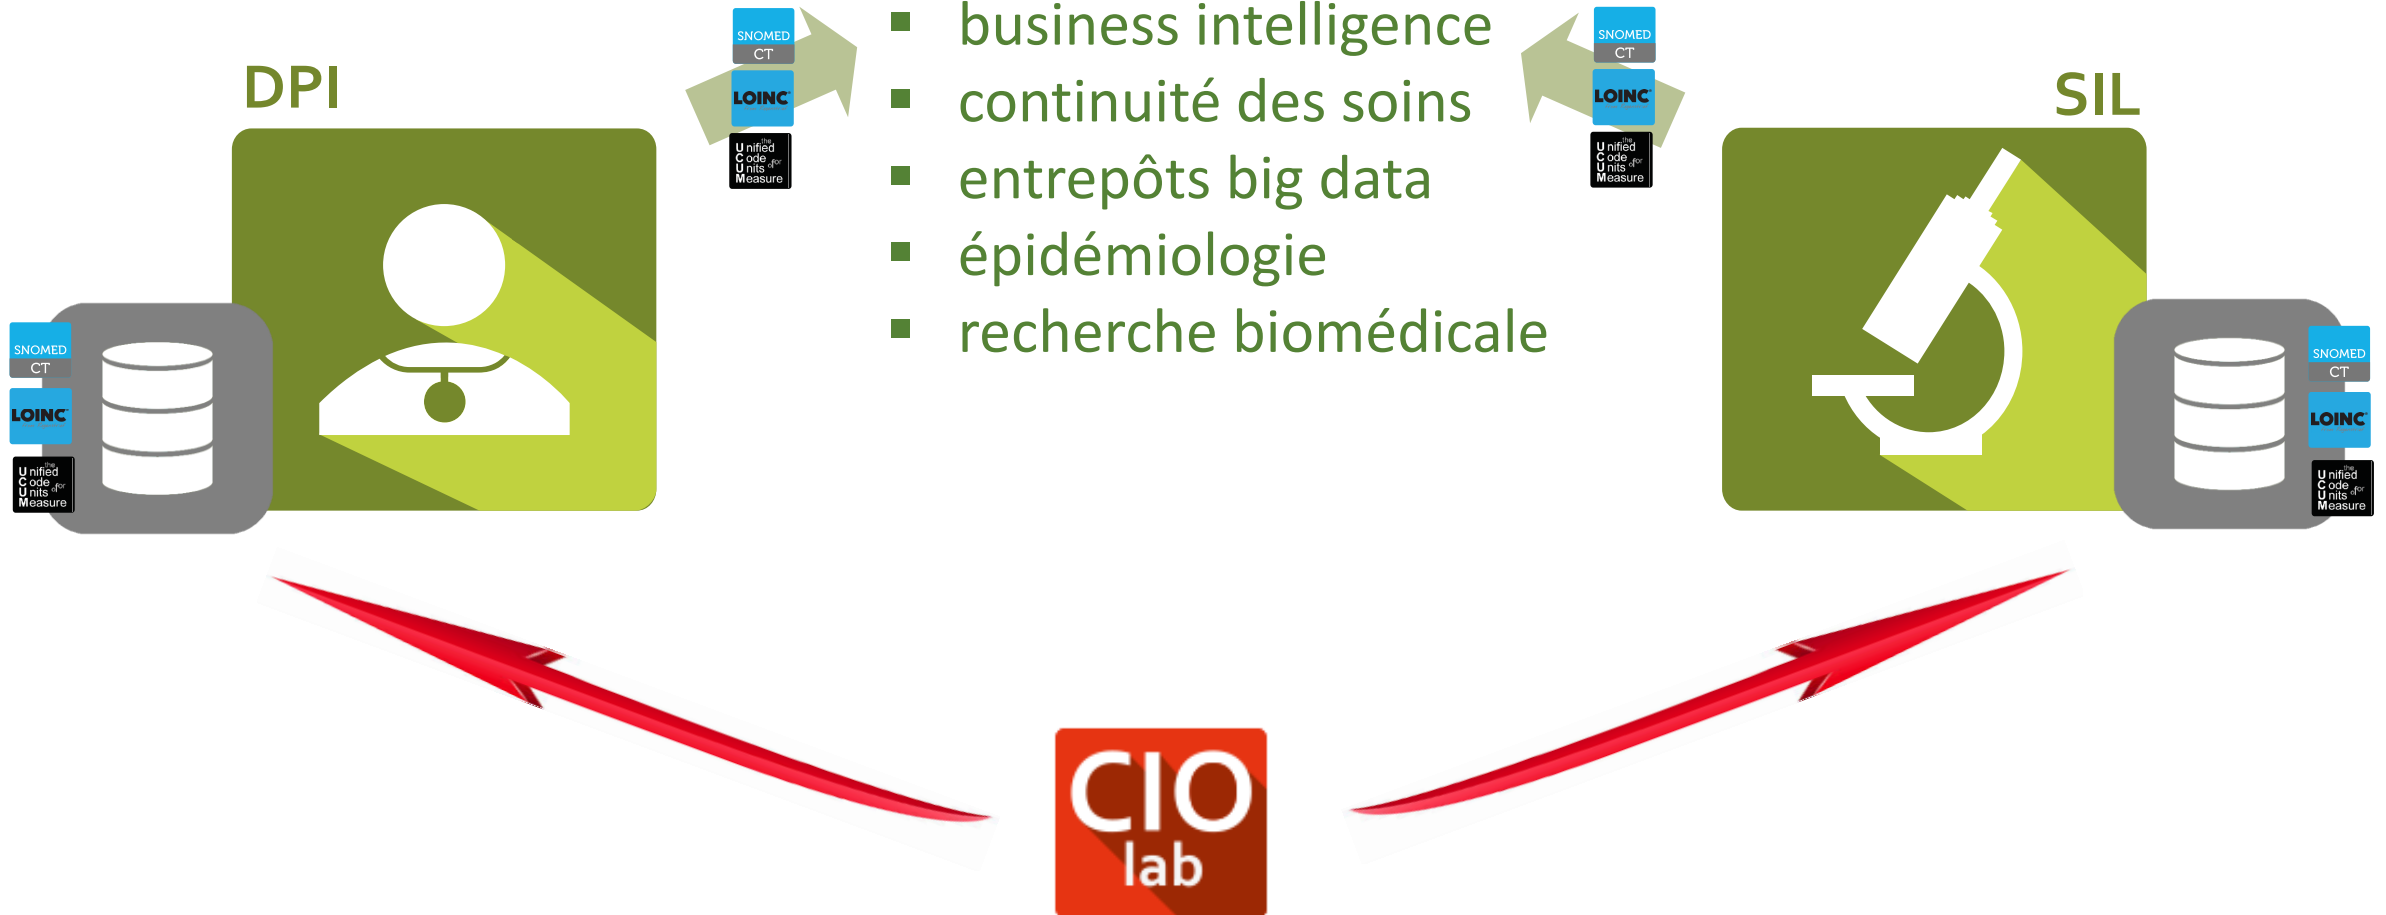 DPI
SNOMED
CT
LOINC
the
Unified
Code
Units of for
Measure
business intelligence
continuité des soins
entrepôts big data
épidémiologie
recherche biomédicale
SNOMED
CT
LOINC
the
Unified
Code
Units of for
Measure
SIL
SNOMED
CT
LOINC
the
Unified
Code
Units of for
Measure
SNOMED
CT
LOINC
the
Unified
Code
Units of for
Measure
CIO
lab